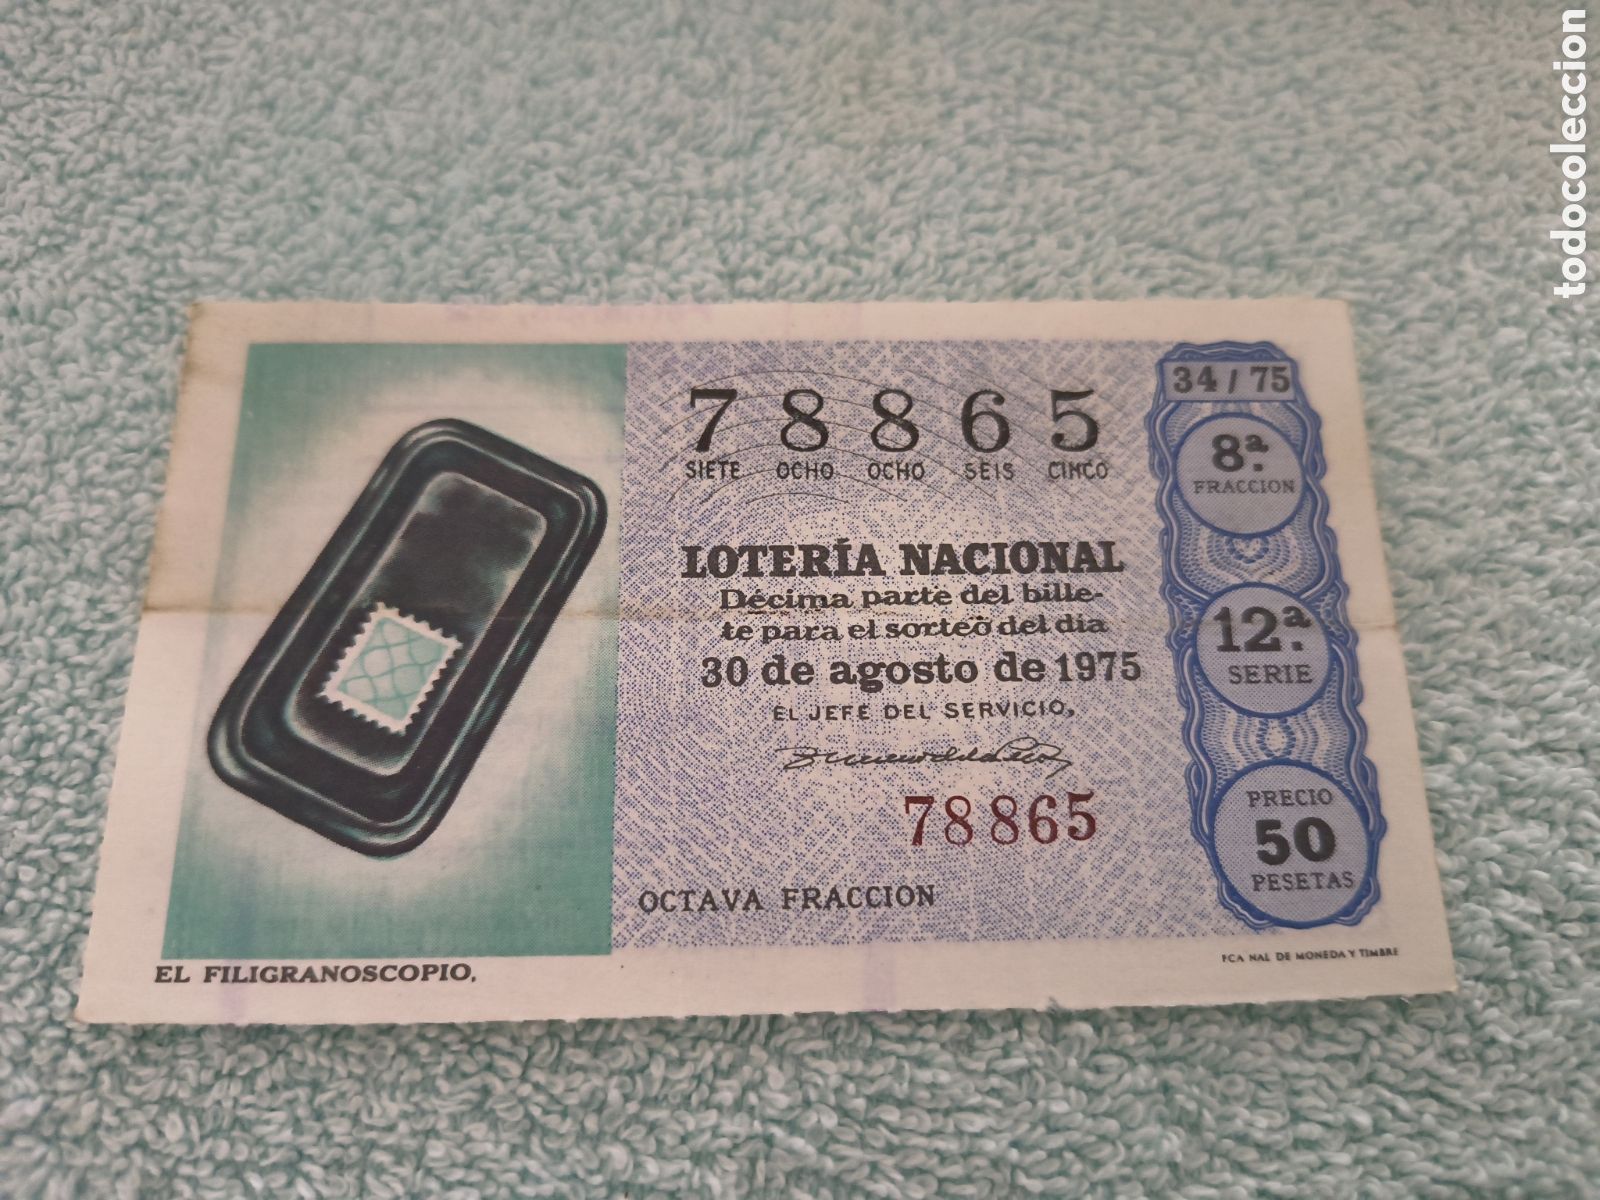 7 8 8 6 5
SIETE OCHO OCHO SEIS CINCO
LOTERÍA NACIONAL
Décima parte del bille-
te para el sorteo del día
30 de agosto de 1975
EL JEFE DEL SERVICIO,
78865
OCTAVA FRACCION
34 / 75
8ª.
FRACCION
12ª.
SERIE
PRECIO
50
PESETAS
FCA NAL DE MONEDA Y TIMBRE
EL FILIGRANOSCOPIO.
todocoleccion